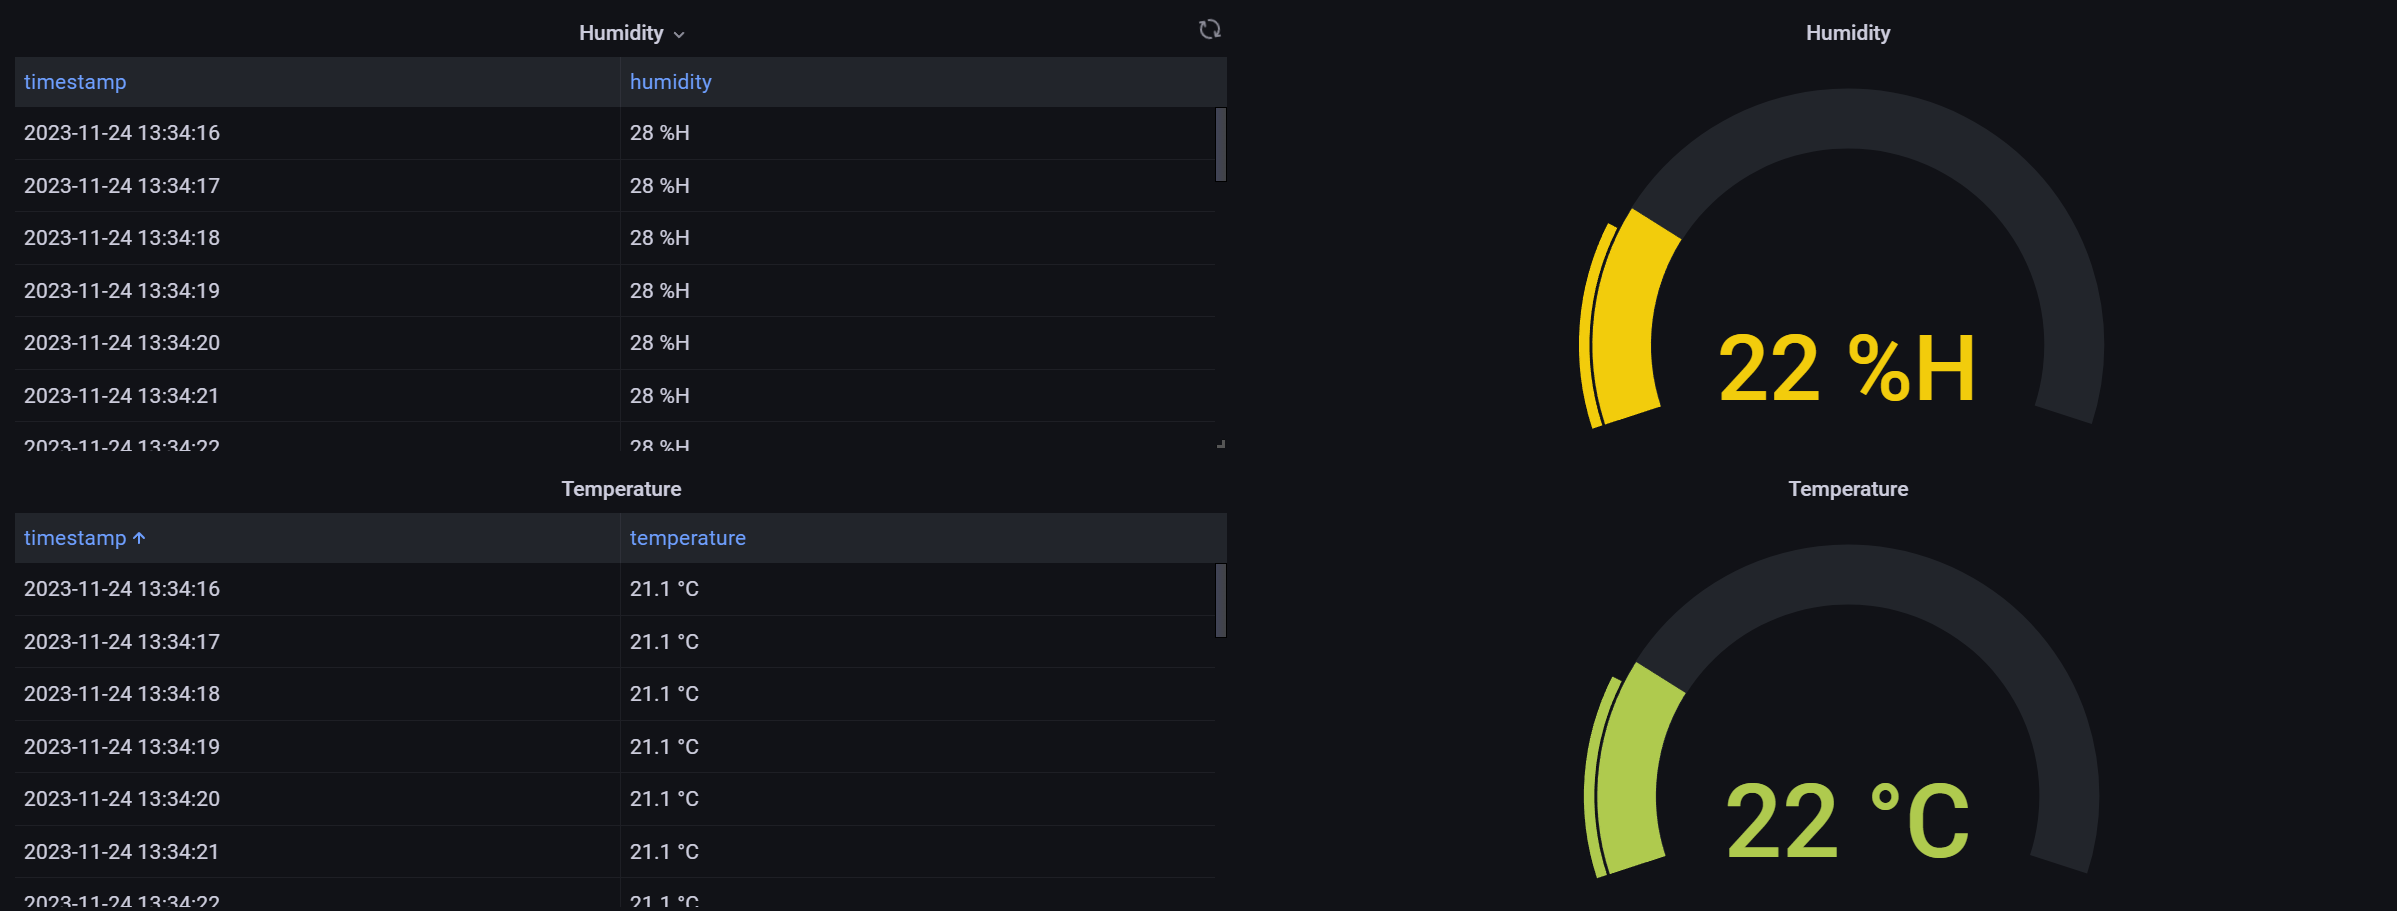 Humidity
timestamp humidity
2023-11-24 13:34:16 28 %H
2023-11-24 13:34:17 28 %H
2023-11-24 13:34:18 28 %H
2023-11-24 13:34:19 28 %H
2023-11-24 13:34:20 28 %H
2023-11-24 13:34:21 28 %H
2023-11-24 13:34:22 28 %H
Temperature
timestamp ↑ temperature
2023-11-24 13:34:16 21.1 °C
2023-11-24 13:34:17 21.1 °C
2023-11-24 13:34:18 21.1 °C
2023-11-24 13:34:19 21.1 °C
2023-11-24 13:34:20 21.1 °C
2023-11-24 13:34:21 21.1 °C
2023-11-24 13:34:22 21.1 °C
Humidity
22 %H
Temperature
22 °C